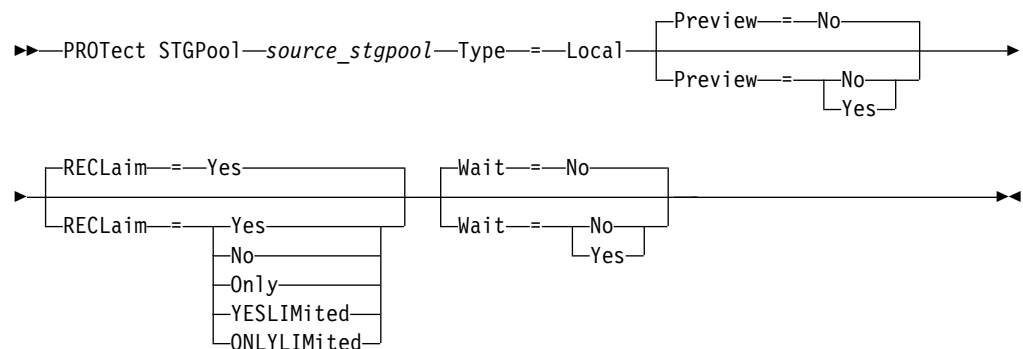 Preview = No
PROTect STGPool source_stgpool Type = Local
Preview = No
Yes
RECLaim = Yes
Wait = No
RECLaim = Yes
Wait = No
No
Yes
Only
YESLIMited
ONLYLIMited